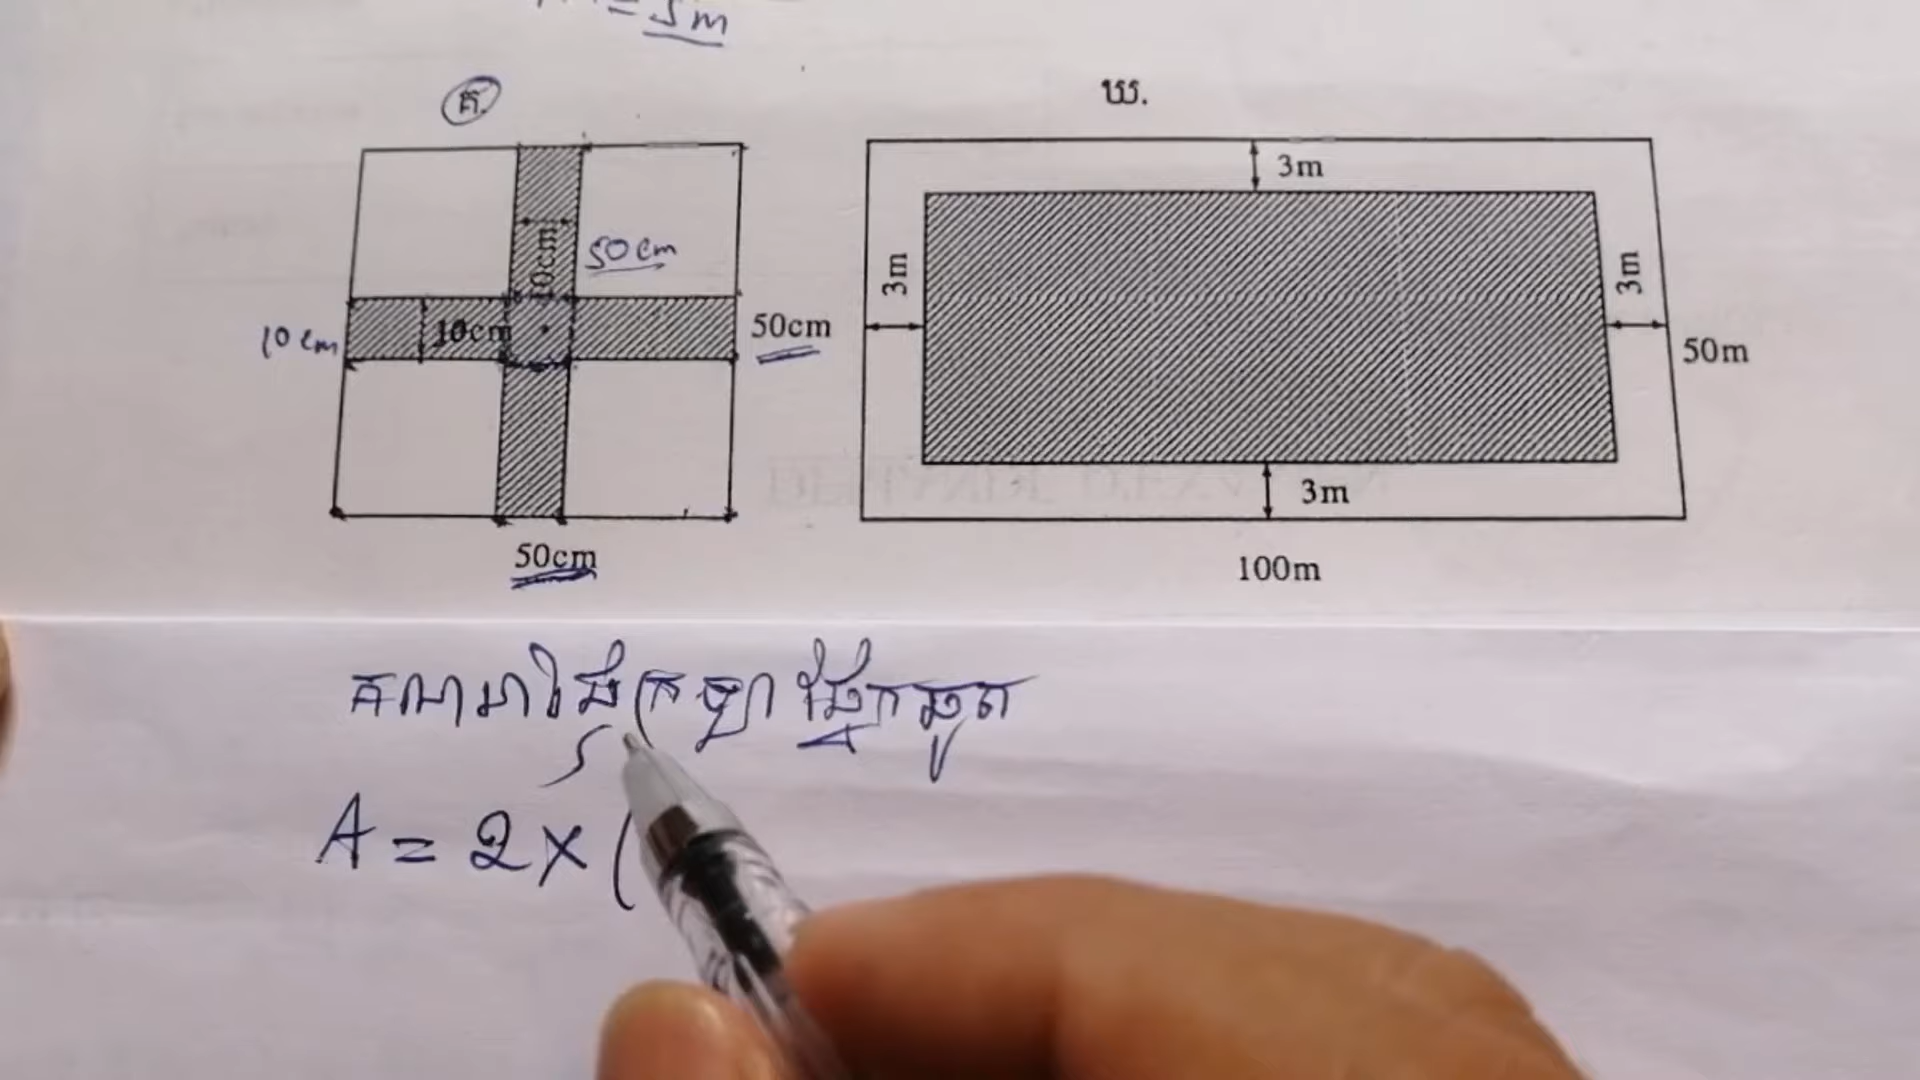 = 5m
គ.
ឃ.
3m
10cm
50cm
3m
3m
10cm
10cm
50cm
50m
3m
50cm
100m
គណនាផ្ទៃក្រឡាផ្នែកឆូត
A = 2 × (